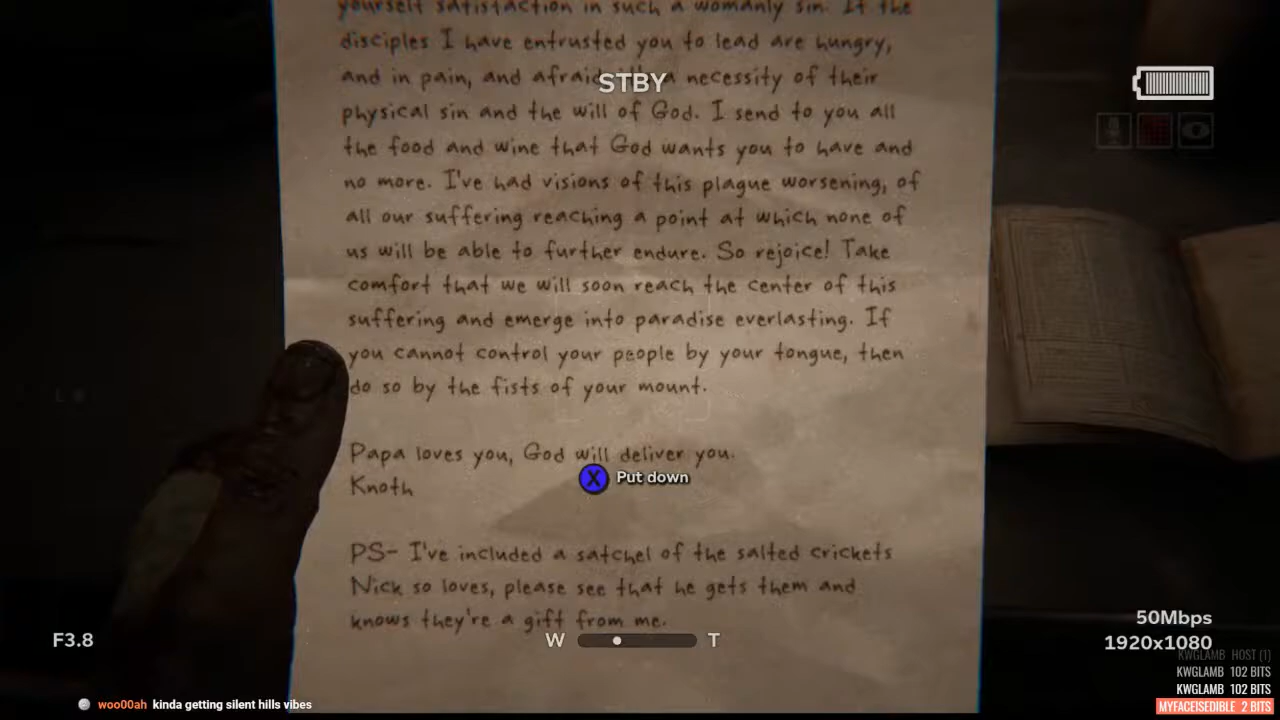 yourself satisfaction in such a womanly sin. If the
disciples I have entrusted you to lead are hungry,
and in pain, and afraid necessity of their
STBY
physical sin and the will of God. I send to you all
the food and wine that God wants you to have and
no more. I've had visions of this plague worsening, of
all our suffering reaching a point at which none of
us will be able to further endure. So rejoice! Take
comfort that we will soon reach the center of this
suffering and emerge into paradise everlasting. If
you cannot control your people by your tongue, then
do so by the fists of your mount.
Papa loves you, God will deliver you.
X Put down
Knoth
PS- I've included a satchel of the salted crickets
Nick so loves, please see that he gets them and
knows they're a gift from me.
F3.8
W T
50Mbps
1920x1080
KWGLAMB HOST (1)
KWGLAMB 102 BITS
KWGLAMB 102 BITS
MYFACEISEDIBLE 2 BITS
woo00ah kinda getting silent hills vibes